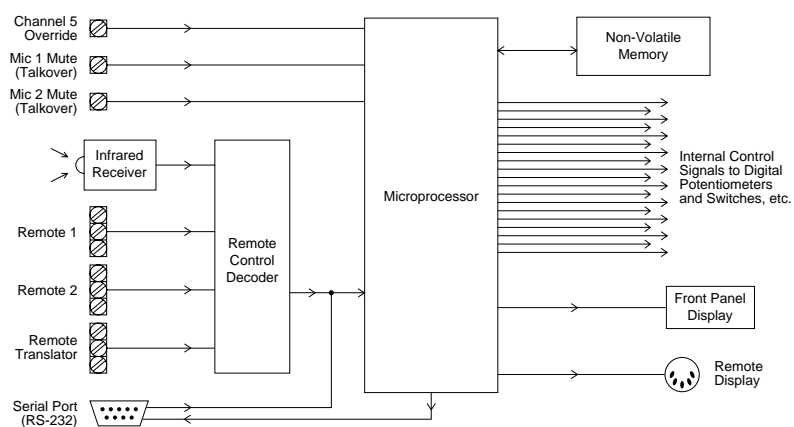 Channel 5
Override
Mic 1 Mute
(Talkover)
Mic 2 Mute
(Talkover)
Infrared
Receiver
Remote 1
Remote 2
Remote
Translator
Serial Port
(RS-232)
Remote
Control
Decoder
Microprocessor
Non-Volatile
Memory
Internal Control
Signals to Digital
Potentiometers
and Switches, etc.
Front Panel
Display
Remote
Display